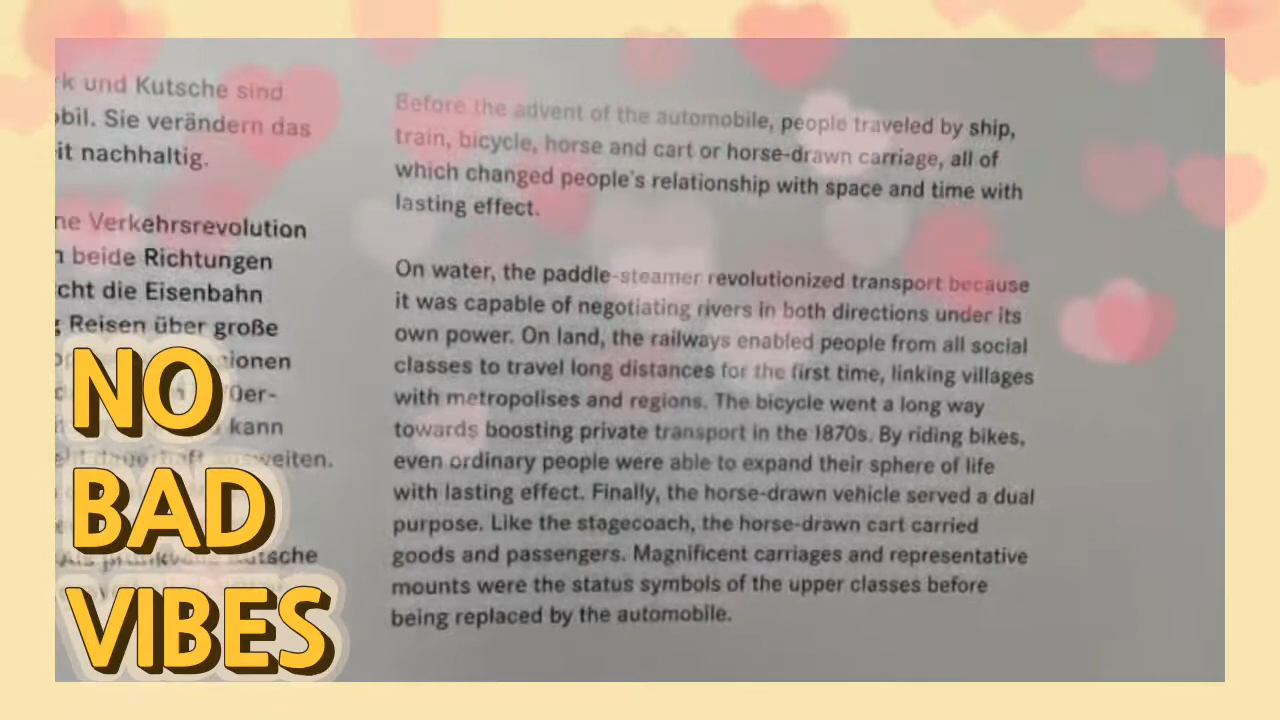 rk und Kutsche sind
obil. Sie verändern das
it nachhaltig.
ne Verkehrsrevolution
n beide Richtungen
cht die Eisenbahn
g Reisen über große
ionen
0er-
kann
dauerhaft ausweiten.
Als prunkvolle Kutsche
Before the advent of the automobile, people traveled by ship,
train, bicycle, horse and cart or horse-drawn carriage, all of
which changed people's relationship with space and time with
lasting effect.
On water, the paddle-steamer revolutionized transport because
it was capable of negotiating rivers in both directions under its
own power. On land, the railways enabled people from all social
classes to travel long distances for the first time, linking villages
with metropolises and regions. The bicycle went a long way
towards boosting private transport in the 1870s. By riding bikes,
even ordinary people were able to expand their sphere of life
with lasting effect. Finally, the horse-drawn vehicle served a dual
purpose. Like the stagecoach, the horse-drawn cart carried
goods and passengers. Magnificent carriages and representative
mounts were the status symbols of the upper classes before
being replaced by the automobile.
NO
BAD
VIBES